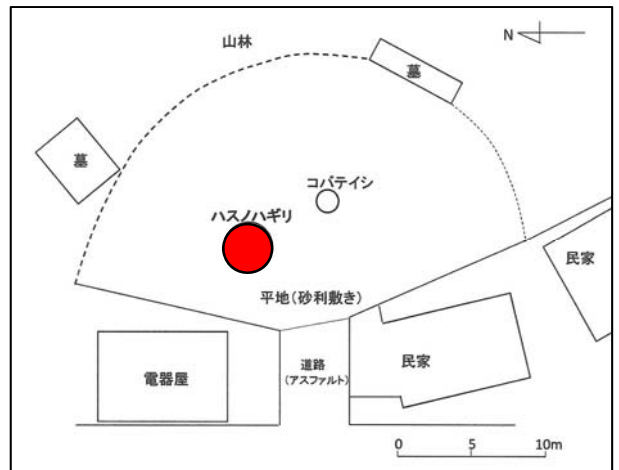 山林
N
墓
墓
コバテイシ
ハスノハギリ
民家
平地(砂利敷き)
電器屋
道路
(アスファルト)
民家
0 5 10m